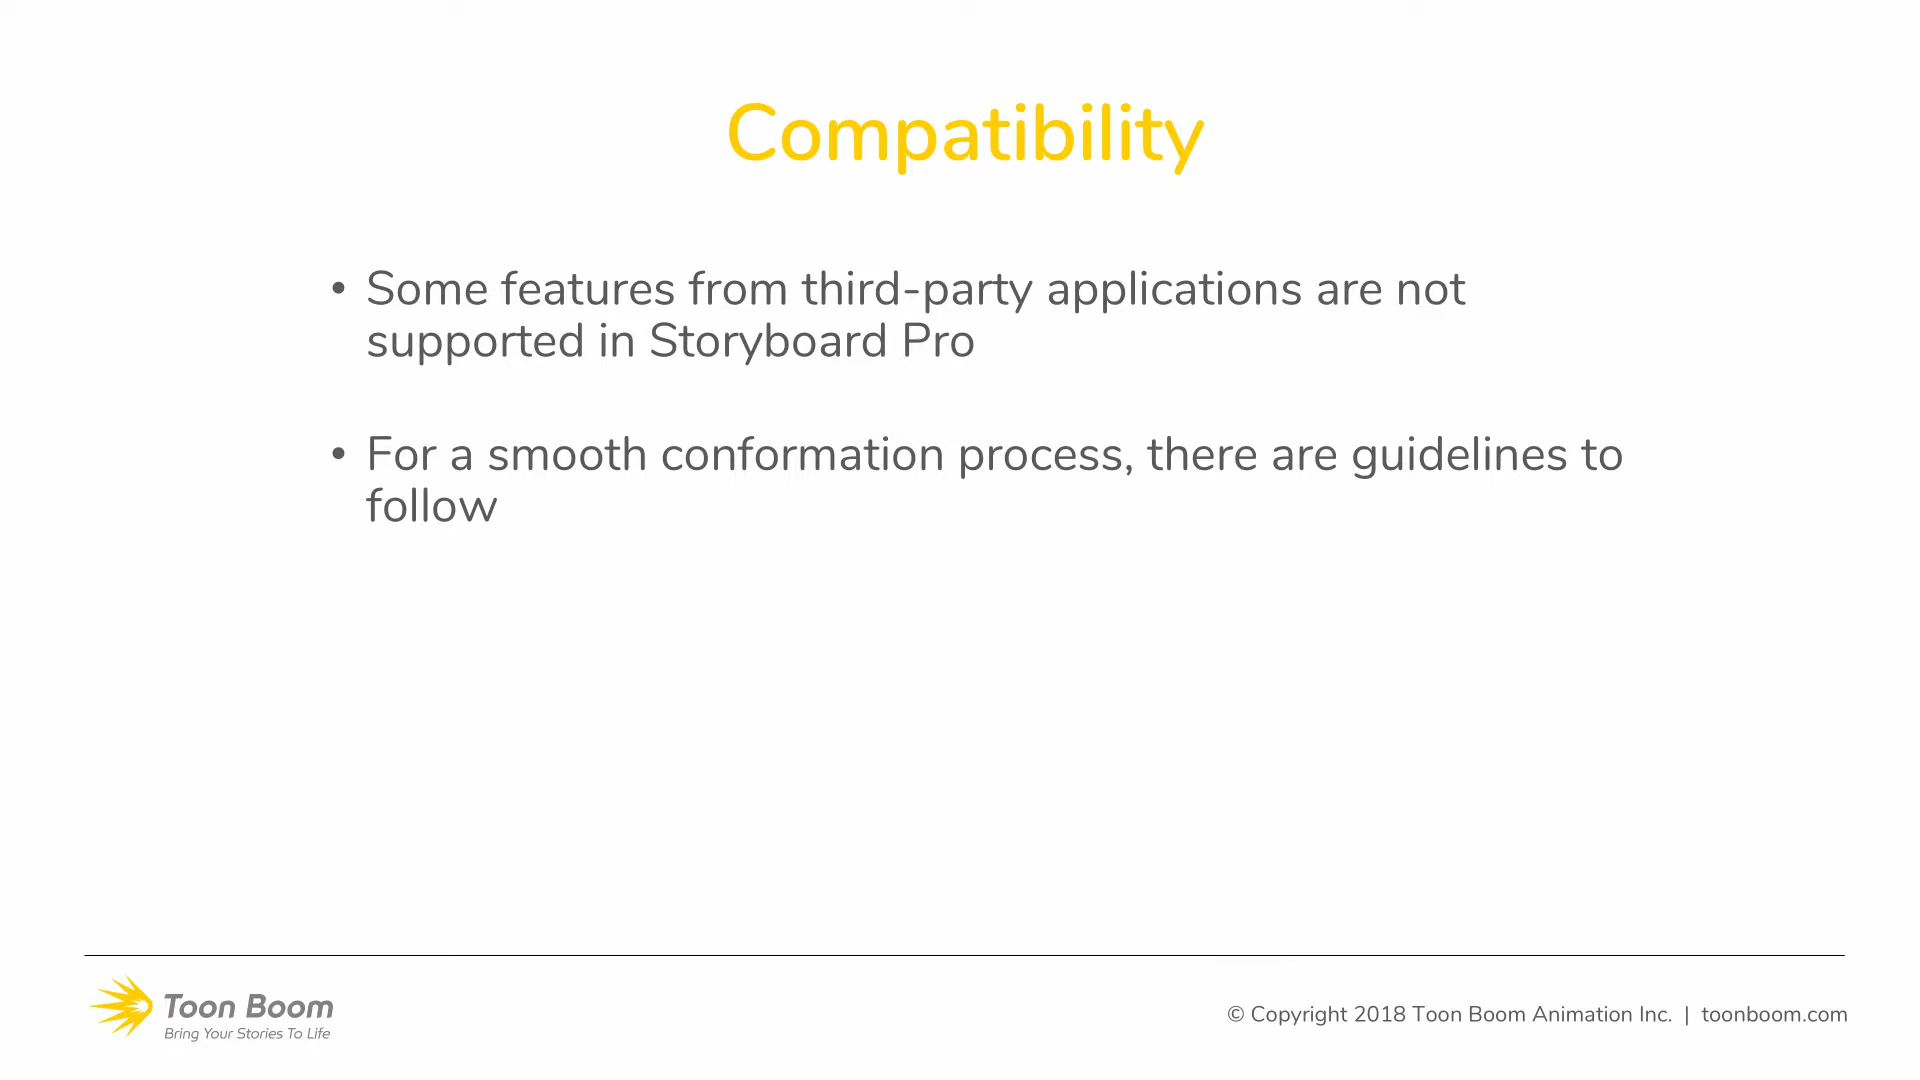 Compatibility
• Some features from third-party applications are not
supported in Storyboard Pro
• For a smooth conformation process, there are guidelines to
follow
Toon Boom
Bring Your Stories To Life
© Copyright 2018 Toon Boom Animation Inc. | toonboom.com